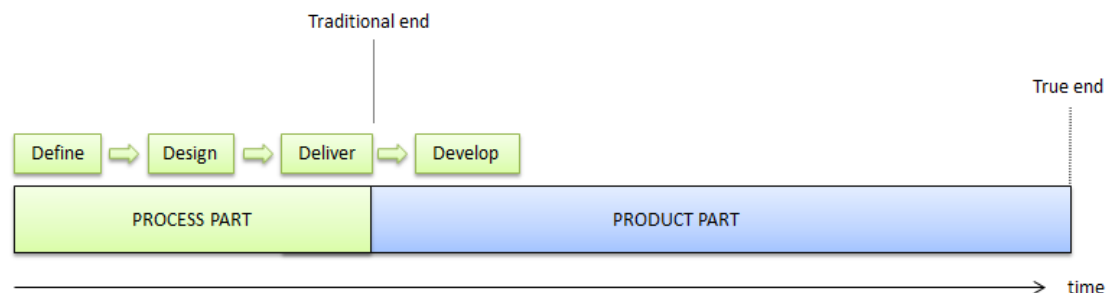 Traditional end
True end
Define
Design
Deliver
Develop
PROCESS PART
PRODUCT PART
time